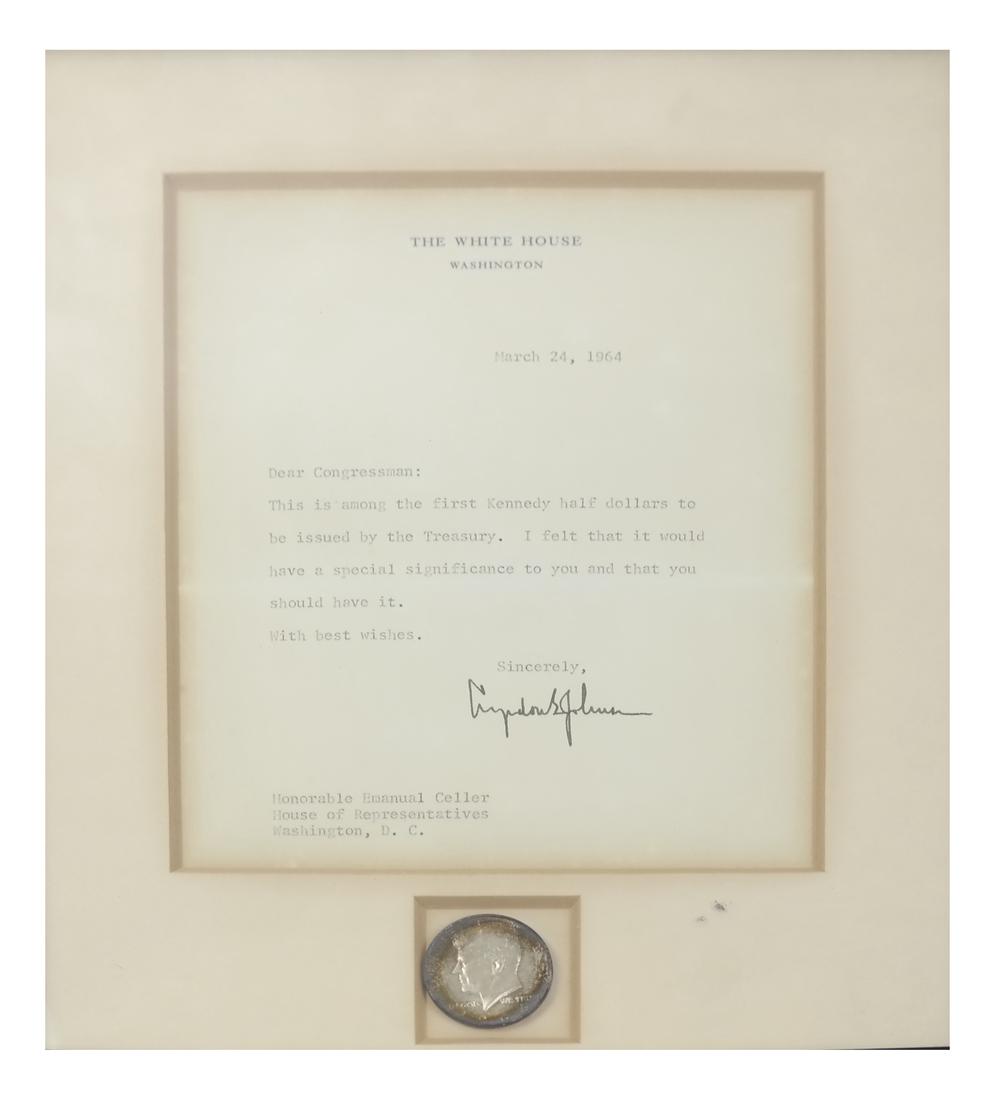 THE WHITE HOUSE
WASHINGTON
March 24, 1964
Dear Congressman:
This is among the first Kennedy half dollars to
be issued by the Treasury.  I felt that it would
have a special significance to you and that you
should have it.
With best wishes.
Sincerely,
Lyndon B Johnson
Honorable Emanual Celler
House of Representatives
Washington, D. C.